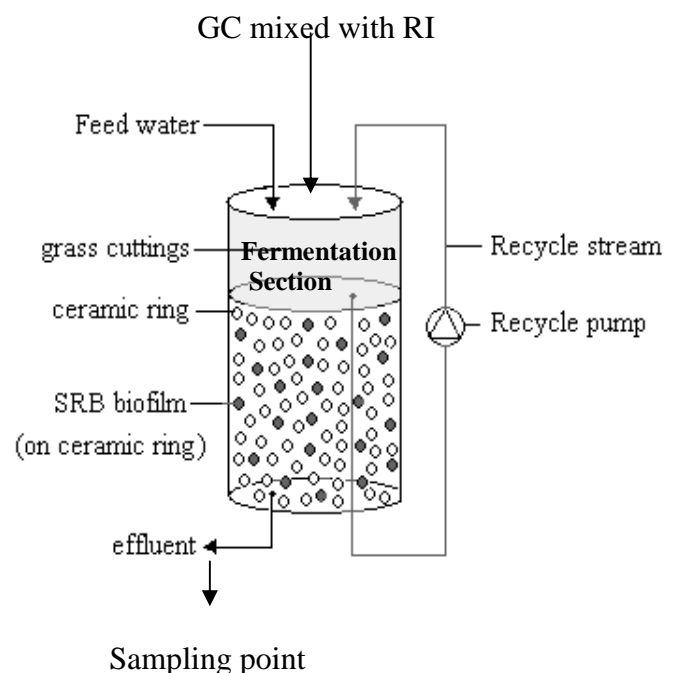 GC mixed with RI
Feed water
grass cuttings
Fermentation
Section
Recycle stream
ceramic ring
Recycle pump
SRB biofilm
(on ceramic ring)
effluent
Sampling point